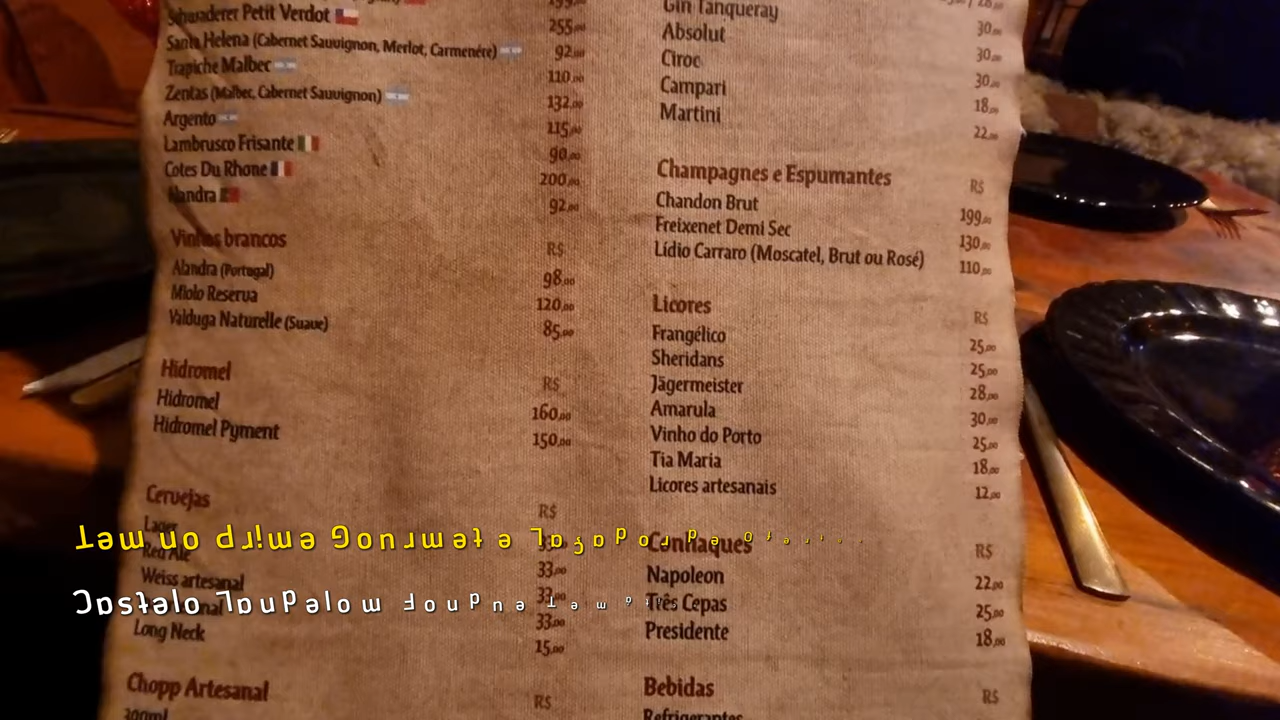 Schwaderer Petit Verdot 255,00
Santa Helena (Cabernet Sauvignon, Merlot, Carmenére) 92,00
Trapiche Malbec 110,00
Zentas (Malbec, Cabernet Sauvignon) 132,00
Argento 115,00
Lambrusco Frisante 90,00
Cotes Du Rhone 200,00
Alandra 92,00
Vinhos brancos R$
Alandra (Portugal) 98,00
Miolo Reserva 120,00
Valduga Naturelle (Suave) 85,00
Hidromel R$
Hidromel 160,00
Hidromel Pyment 150,00
Cervejas R$
Lager
Red Ale 33,00
Weiss artesanal
33,00
Long Neck 15,00
Chopp Artesanal R$
300ml
Gin Tanqueray 30,00
Absolut 30,00
Ciroc 30,00
Campari 18,00
Martini 22,00
Champagnes e Espumantes R$
Chandon Brut 199,00
Freixenet Demi Sec 130,00
Lídio Carraro (Moscatel, Brut ou Rosé) 110,00
Licores R$
Frangélico 25,00
Sheridans 25,00
Jägermeister 28,00
Amarula 30,00
Vinho do Porto 25,00
Tia Maria 18,00
Licores artesanais 12,00
Conhaques R$
Napoleon 22,00
Três Cepas 25,00
Presidente 18,00
Bebidas R$
Refrigerantes